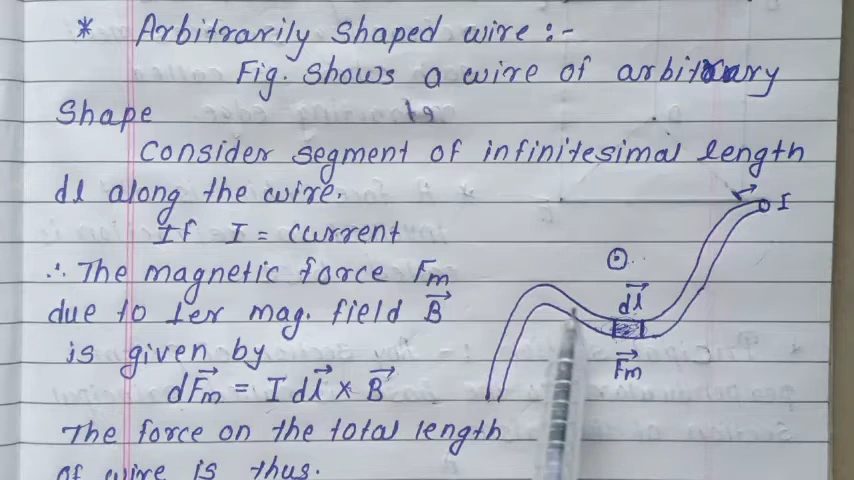 * Arbitrarily shaped wire :-
Fig. shows a wire of arbitrary
shape
Consider segment of infinitesimal length
dl along the wire.
If I = current
∴ The magnetic force Fm
due to ⊥er mag. field B⃗
is given by
dF⃗m = I dl⃗ × B⃗
The force on the total length
of wire is thus.
I
dl⃗
F⃗m